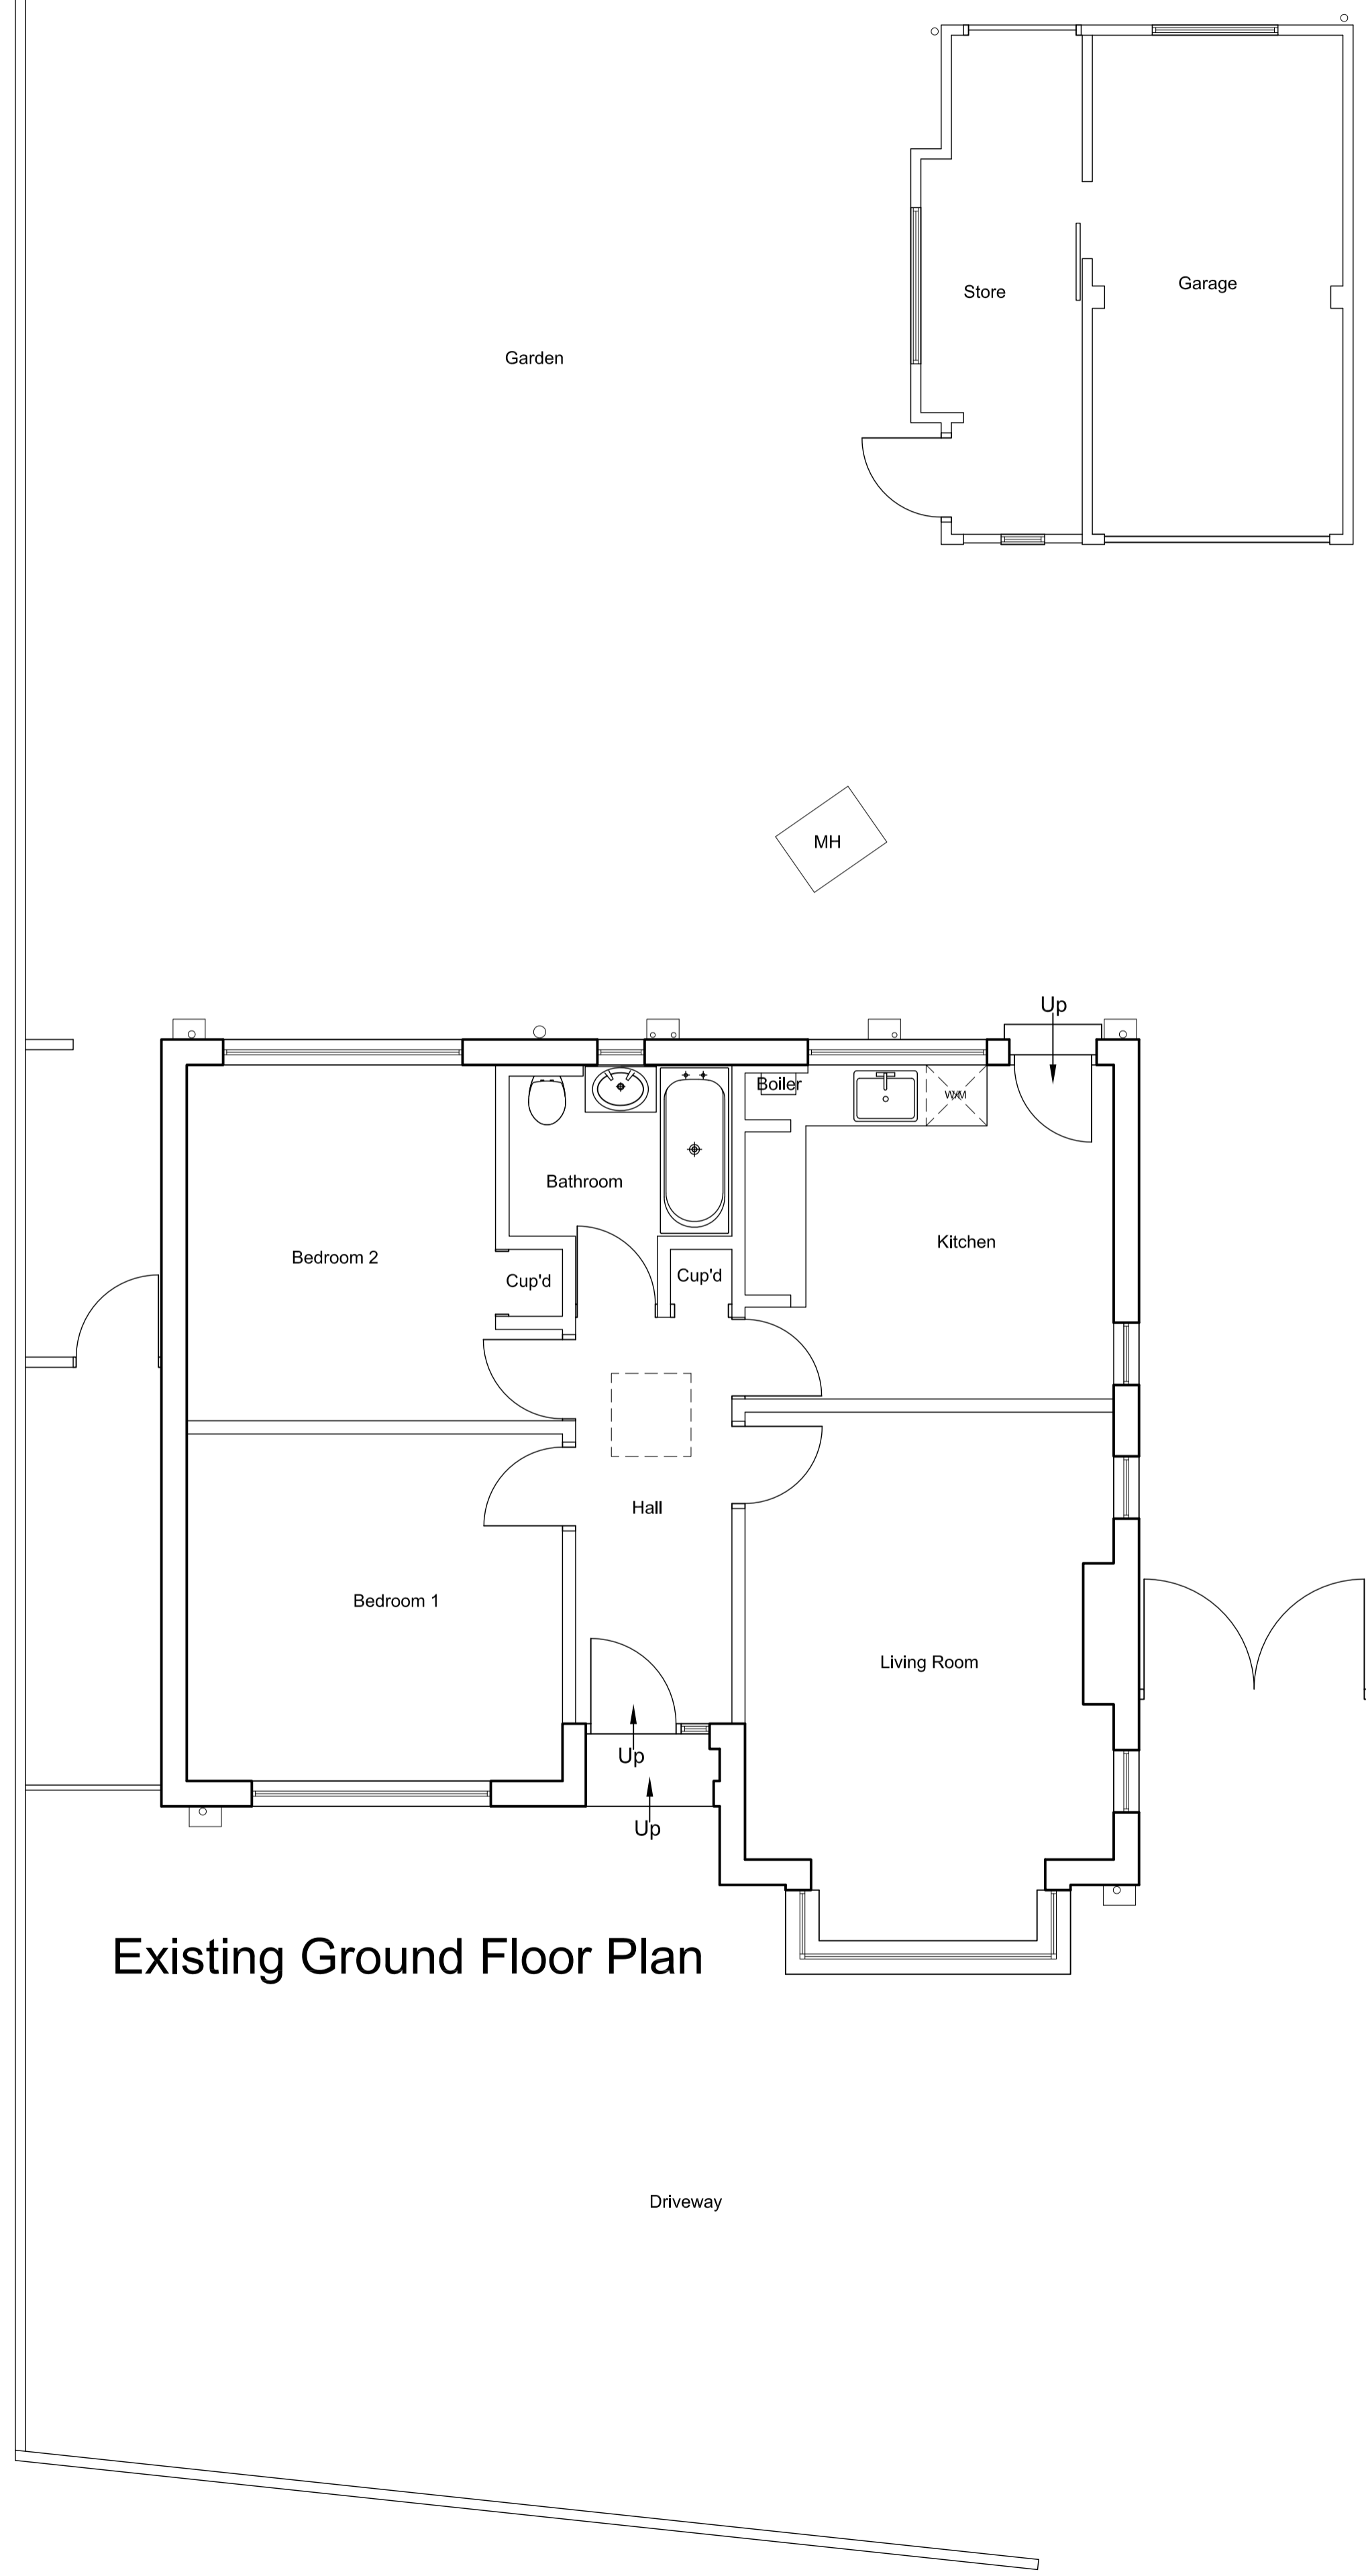 Garage
Store
Garden
MH
Up
Boiler
WM
Bathroom
Kitchen
Bedroom 2
Cup'd
Cup'd
Hall
Bedroom 1
Living Room
Up
Up
Existing Ground Floor Plan
Driveway